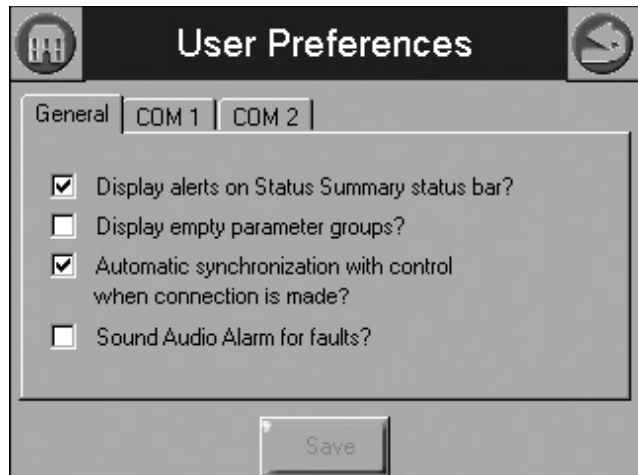 User Preferences
General COM 1 COM 2
Display alerts on Status Summary status bar?
Display empty parameter groups?
Automatic synchronization with control
when connection is made?
Sound Audio Alarm for faults?
Save